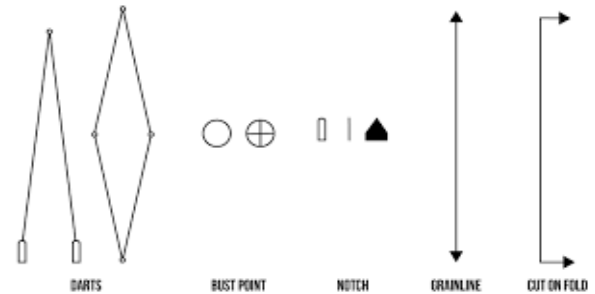 DARTS
BUST POINT
NOTCH
GRAINLINE
CUT ON FOLD